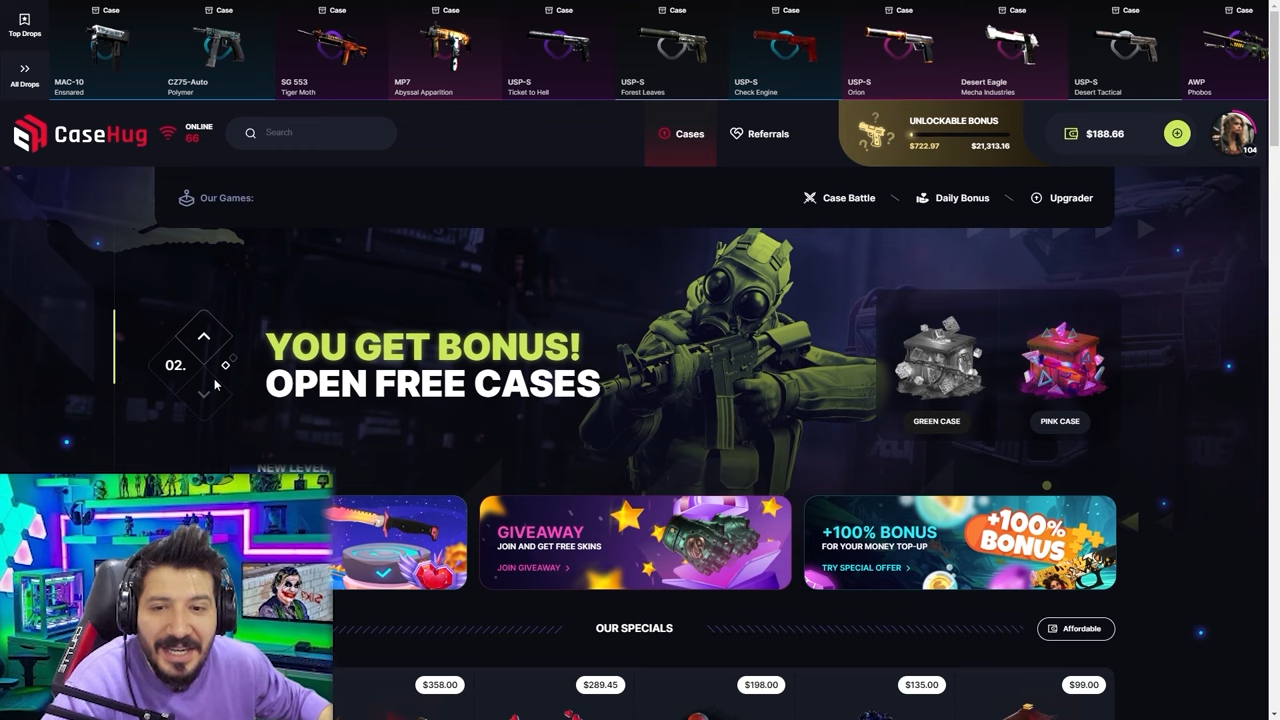 Top Drops
All Drops
Case
MAC-10
Ensnared
CZ75-Auto
Polymer
Case
Case
SG 553
Tiger Moth
Case
MP7
Abyssal Apparition
Case
USP-S
Ticket to Hell
Case
USP-S
Forest Leaves
Case
USP-S
Check Engine
Case
USP-S
Orion
Case
Desert Eagle
Mecha Industries
Case
USP-S
Desert Tactical
Case
AWP
Phobos
CaseHug
ONLINE
66
Search
Cases
Referrals
UNLOCKABLE BONUS
$722.97
$21,313.16
$188.66
104
Our Games:
Case Battle
Daily Bonus
Upgrader
02.
YOU GET BONUS!
OPEN FREE CASES
GREEN CASE
PINK CASE
NEW LEVEL,
GIVEAWAY
JOIN AND GET FREE SKINS
JOIN GIVEAWAY
+100% BONUS
FOR YOUR MONEY TOP-UP
TRY SPECIAL OFFER
+100%
BONUS
OUR SPECIALS
Affordable
$358.00
$289.45
$198.00
$135.00
$99.00